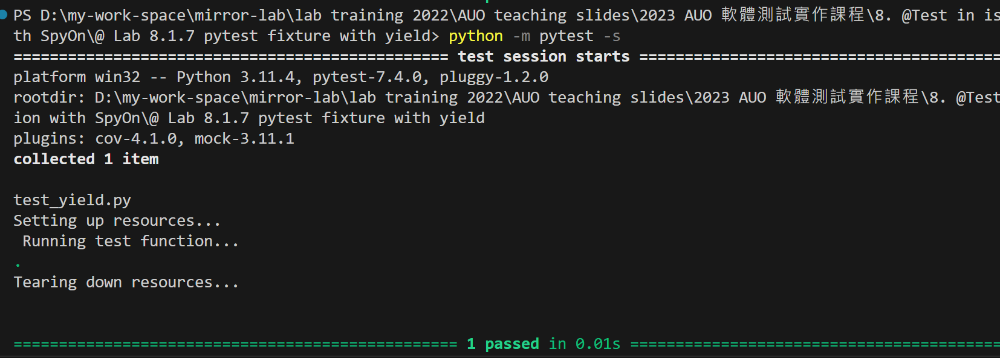 PS D:\my-work-space\mirror-lab\lab training 2022\AUO teaching slides\2023 AUO 軟體測試實作課程\8. @Test in is
th SpyOn\@ Lab 8.1.7 pytest fixture with yield> python -m pytest -s
================================================ test session starts ========================================
platform win32 -- Python 3.11.4, pytest-7.4.0, pluggy-1.2.0
rootdir: D:\my-work-space\mirror-lab\lab training 2022\AUO teaching slides\2023 AUO 軟體測試實作課程\8. @Test
ion with SpyOn\@ Lab 8.1.7 pytest fixture with yield
plugins: cov-4.1.0, mock-3.11.1
collected 1 item
test_yield.py
Setting up resources...
Running test function...
.
Tearing down resources...
================================================= 1 passed in 0.01s =========================================